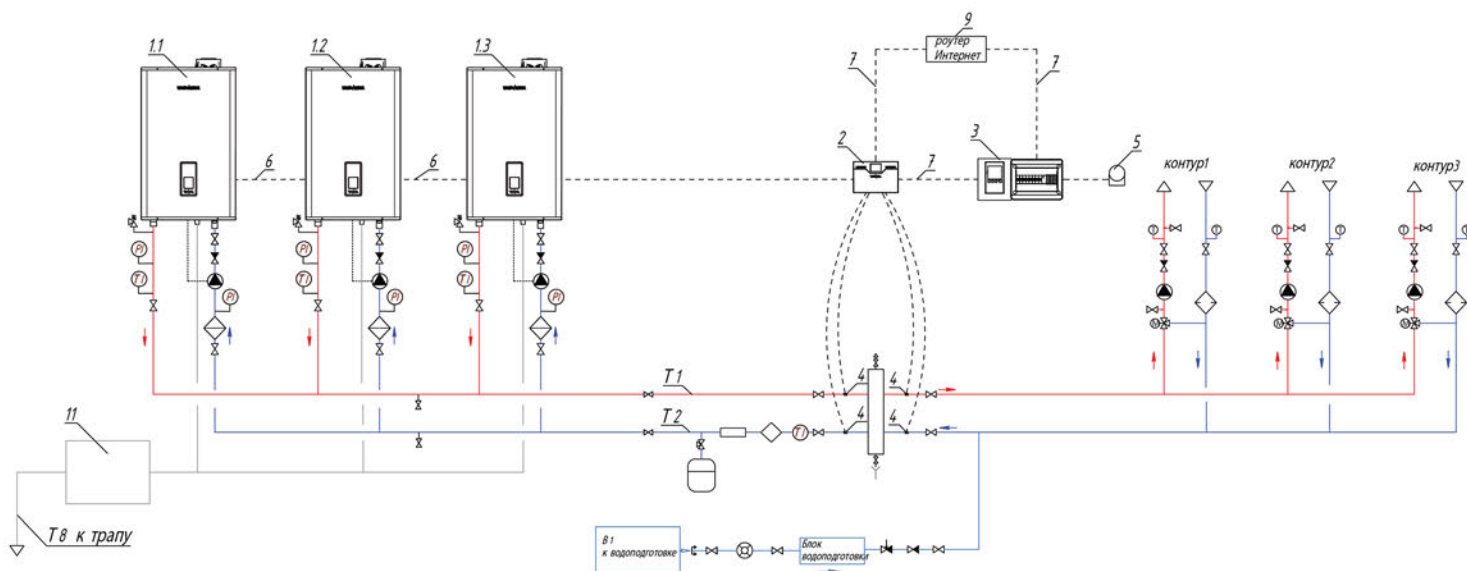 1.1
1.2
1.3
9
роутер
Интернет
7
7
2
3
5
6
6
7
контур1
контур2
контур3
PI
PI
PI
TI
TI
TI
PI
PI
PI
T
T
T
T
T
T
M
M
M
T1
4
4
T2
4
4
TI
11
T8 к трапу
В1
к водоподготовке
Блок
водоподготовки